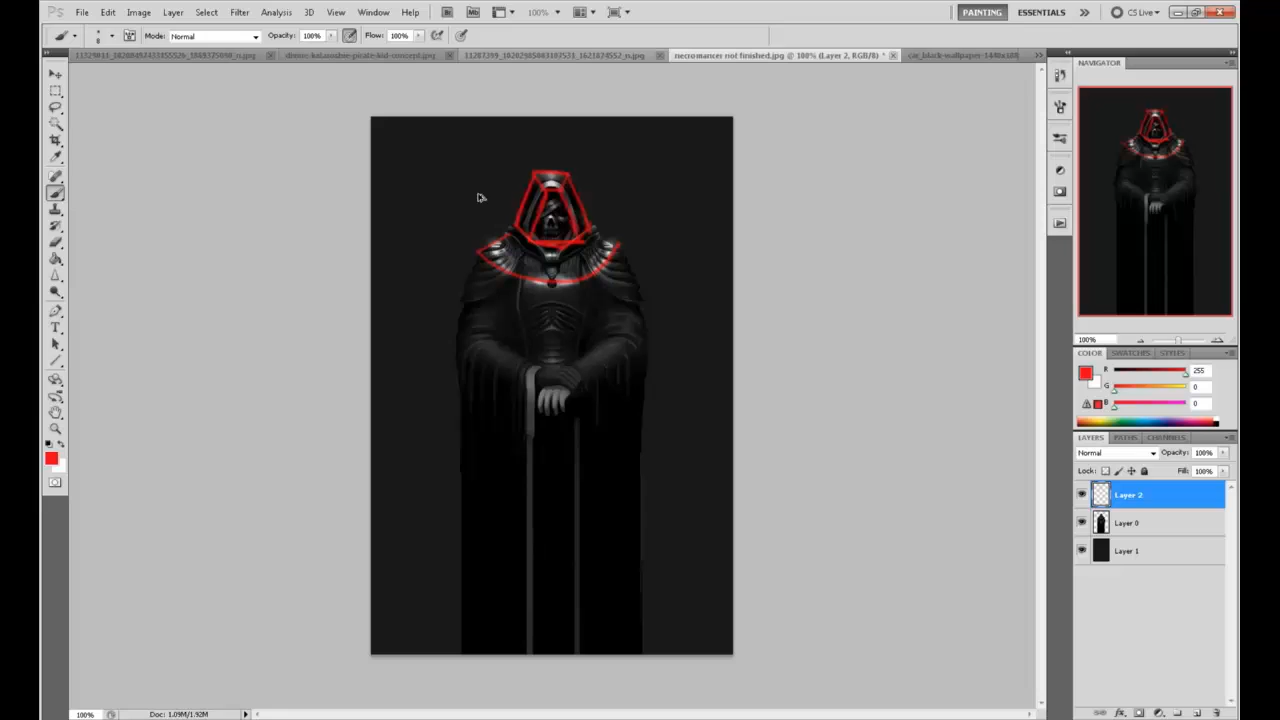 Ps File Edit Image Layer Select Filter Analysis 3D View Window Help Br Mb 100% PAINTING ESSENTIALS CS Live
Mode: Normal Opacity: 100% Flow: 100%
necromancer not finished.jpg @ 100% (Layer 2, RGB/8) *
NAVIGATOR
100%
COLOR SWATCHES STYLES
R 255
G 0
B 0
LAYERS PATHS CHANNELS
Normal Opacity: 100%
Lock: Fill: 100%
Layer 2
Layer 0
Layer 1
100% Doc: 1.09M/1.92M